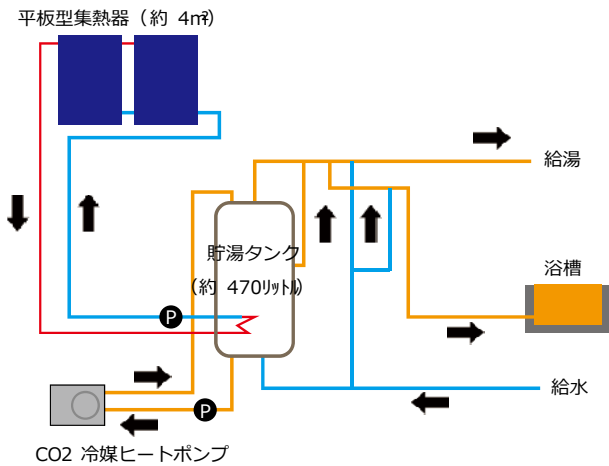 平板型集熱器（約 4㎡）
給湯
貯湯タンク
（約 470㍑）
浴槽
P
給水
P
CO2 冷媒ヒートポンプ